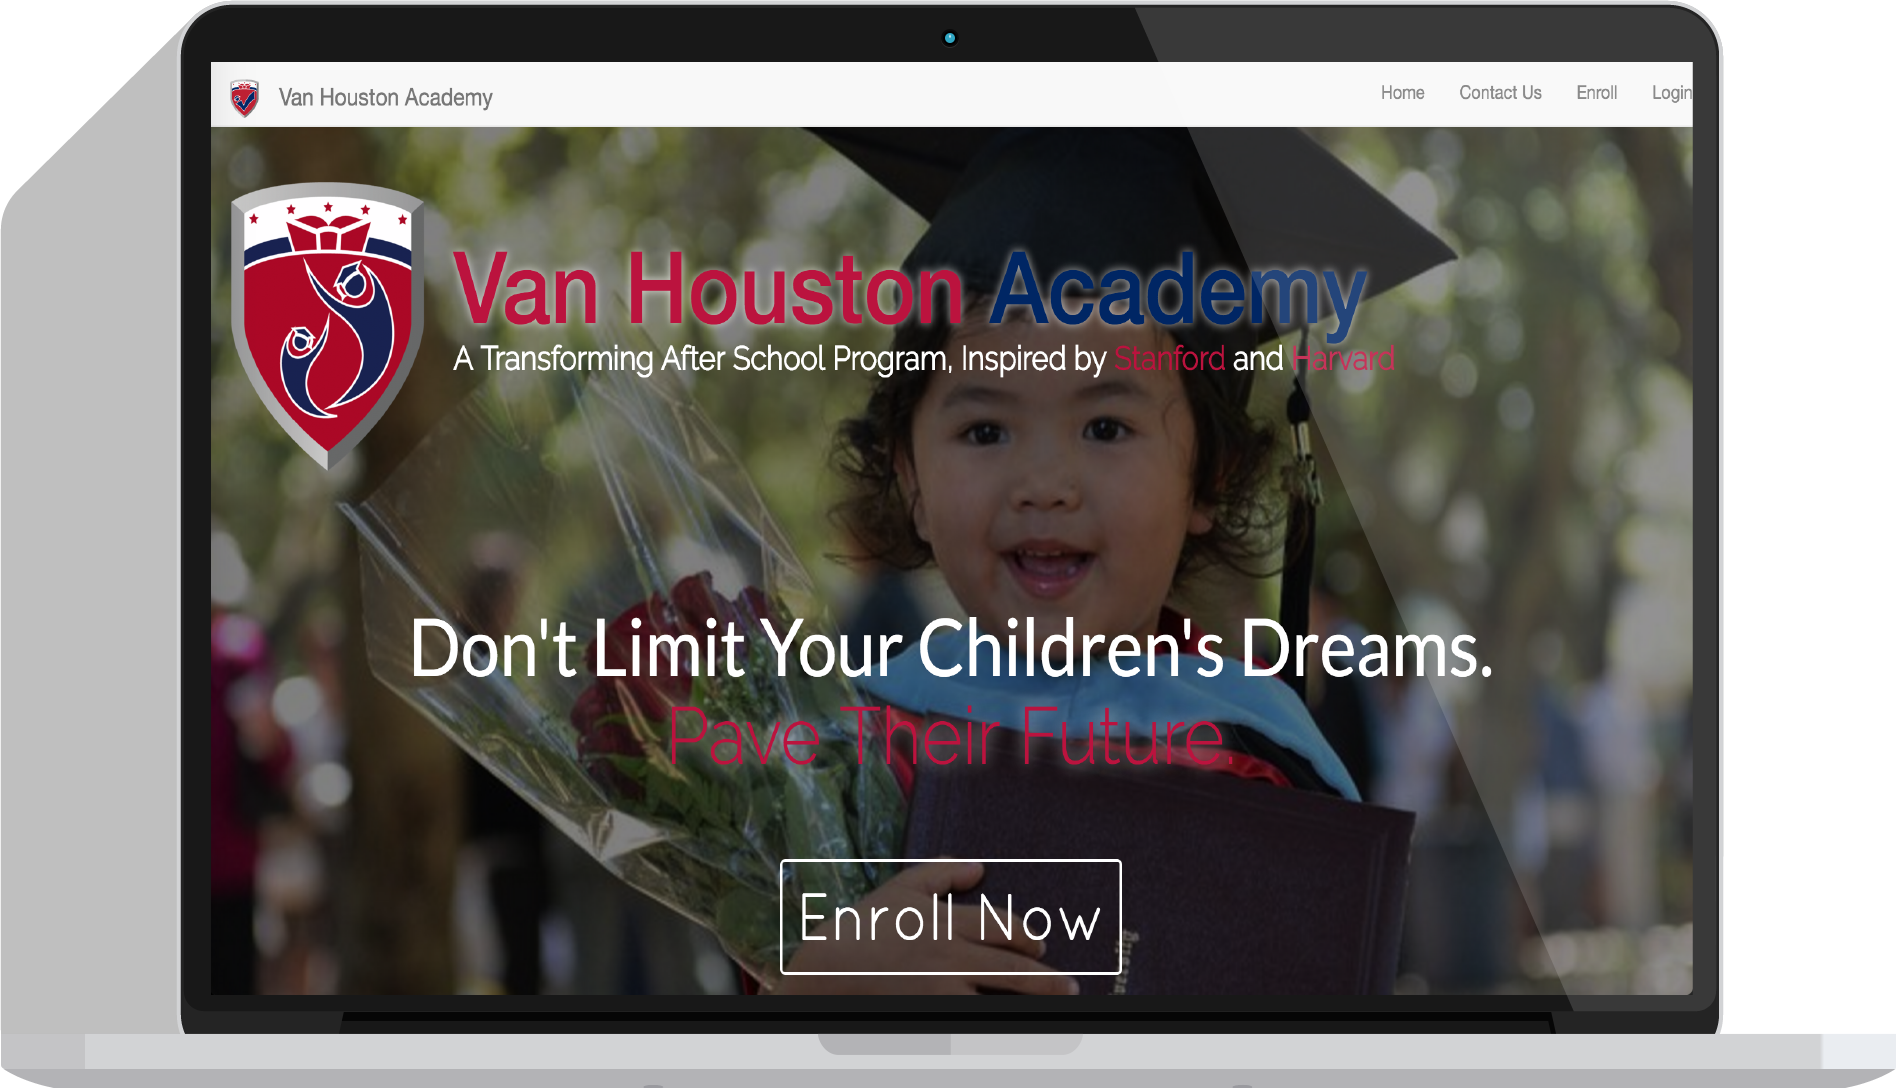 Van Houston Academy
Home Contact Us Enroll Login
Van Houston Academy
A Transforming After School Program, Inspired by Stanford and Harvard
Don't Limit Your Children's Dreams.
Pave Their Future.
Enroll Now